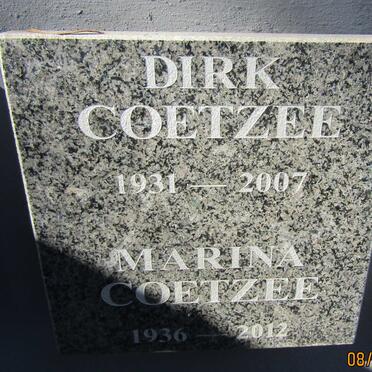 DIRK
COETZEE
1931 — 2007
MARINA
COETZEE
1936 — 2012
08/